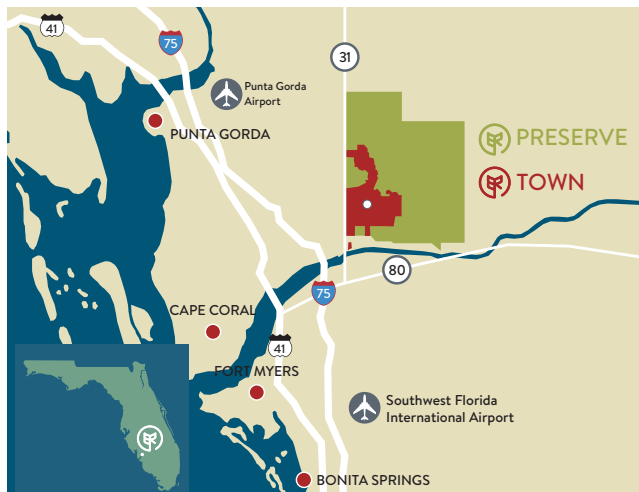 41
75
31
Punta Gorda
Airport
PUNTA GORDA
PRESERVE
TOWN
80
75
CAPE CORAL
41
FORT MYERS
Southwest Florida
International Airport
BONITA SPRINGS